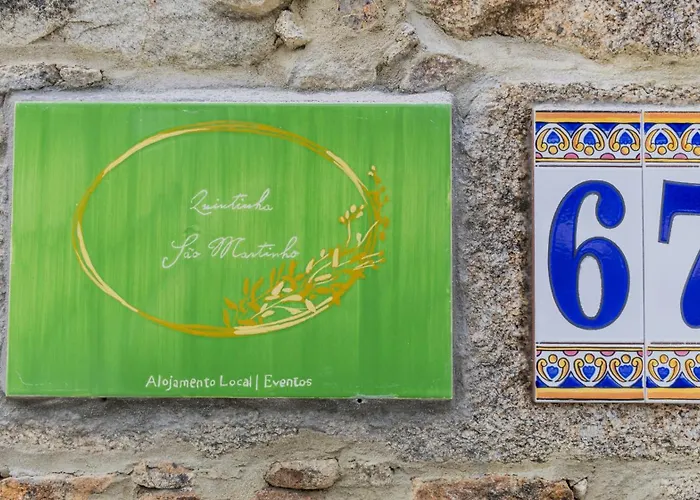 Quintinha
São Martinho
Alojamento Local | Eventos
67